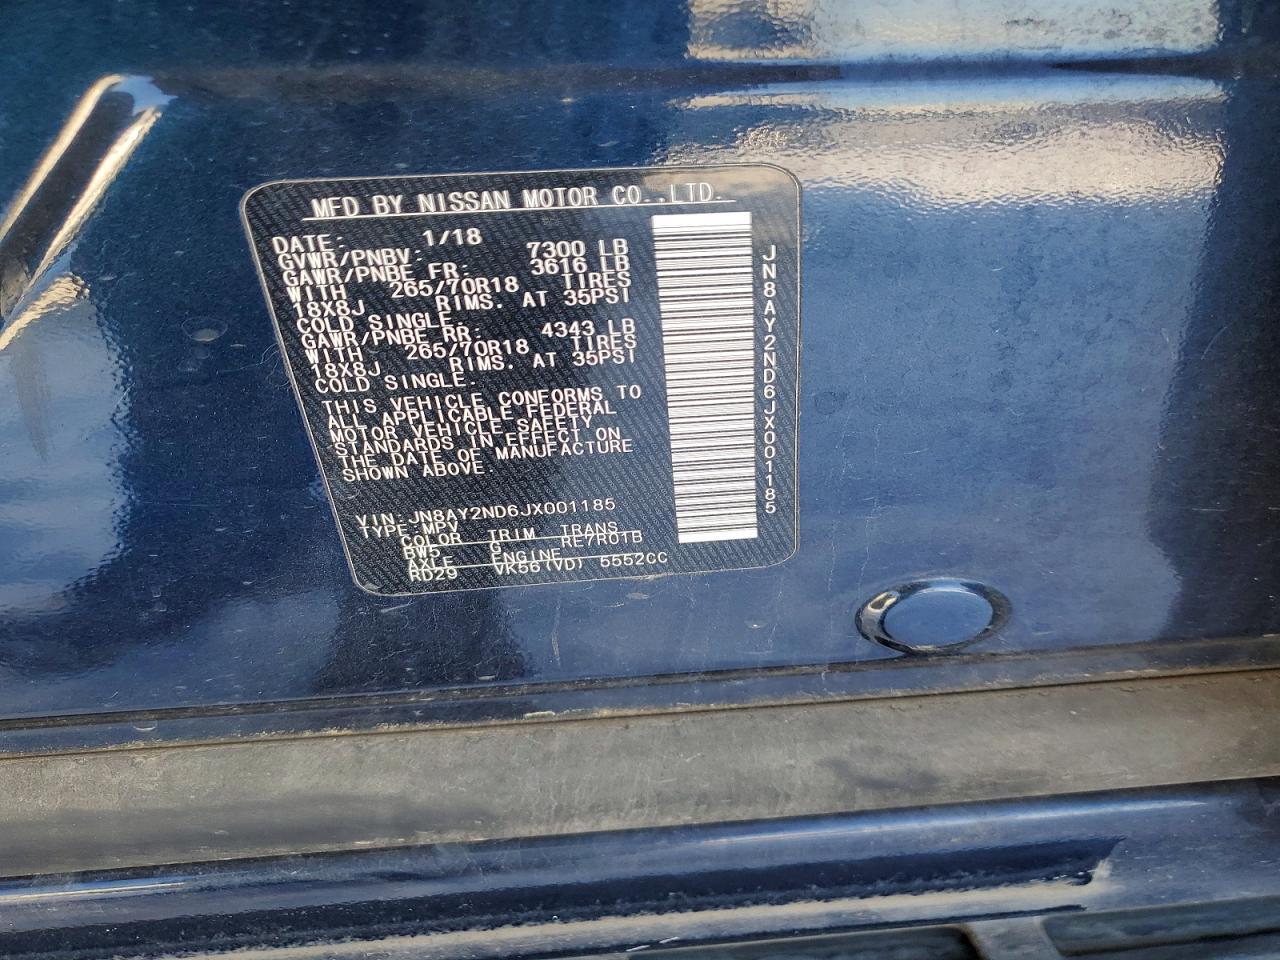 MFD BY NISSAN MOTOR CO.,LTD.
DATE: 1/18
GVWR/PNBV: 7300 LB
GAWR/PNBE FR: 3616 LB
WITH 265/70R18 TIRES
18X8J RIMS. AT 35PSI
COLD SINGLE.
GAWR/PNBE RR: 4343 LB
WITH 265/70R18 TIRES
18X8J RIMS. AT 35PSI
COLD SINGLE.
THIS VEHICLE CONFORMS TO
ALL APPLICABLE FEDERAL
MOTOR VEHICLE SAFETY
STANDARDS IN EFFECT ON
THE DATE OF MANUFACTURE
SHOWN ABOVE.
VIN: JN8AY2ND6JX001185
TYPE: MPV
COLOR TRIM TRANS
BW5 G RE7R01B
AXLE ENGINE
RD29 VK56(VD) 5552CC
JN8AY2ND6JX001185